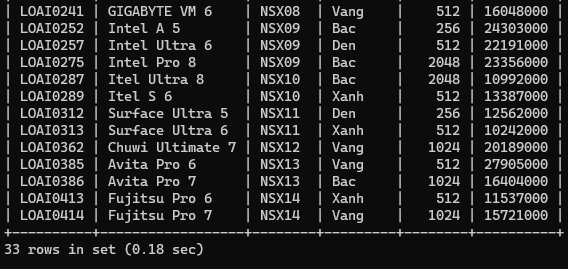 | LOAI0241 | GIGABYTE VM 6    | NSX08  | Vang   |    512 | 16048000 |
| LOAI0252 | Intel A 5        | NSX09  | Bac    |    256 | 24303000 |
| LOAI0257 | Intel Ultra 6    | NSX09  | Den    |    512 | 22191000 |
| LOAI0275 | Intel Pro 8      | NSX09  | Bac    |   2048 | 23356000 |
| LOAI0287 | Itel Ultra 8     | NSX10  | Bac    |   2048 | 10992000 |
| LOAI0289 | Itel S 6         | NSX10  | Xanh   |    512 | 13387000 |
| LOAI0312 | Surface Ultra 5  | NSX11  | Den    |    256 | 12562000 |
| LOAI0313 | Surface Ultra 6  | NSX11  | Xanh   |    512 | 10242000 |
| LOAI0362 | Chuwi Ultimate 7 | NSX12  | Vang   |   1024 | 20189000 |
| LOAI0385 | Avita Pro 6      | NSX13  | Vang   |    512 | 27905000 |
| LOAI0386 | Avita Pro 7      | NSX13  | Bac    |   1024 | 16404000 |
| LOAI0413 | Fujitsu Pro 6    | NSX14  | Xanh   |    512 | 11537000 |
| LOAI0414 | Fujitsu Pro 7    | NSX14  | Vang   |   1024 | 15721000 |
+----------+------------------+--------+--------+--------+----------+
33 rows in set (0.18 sec)